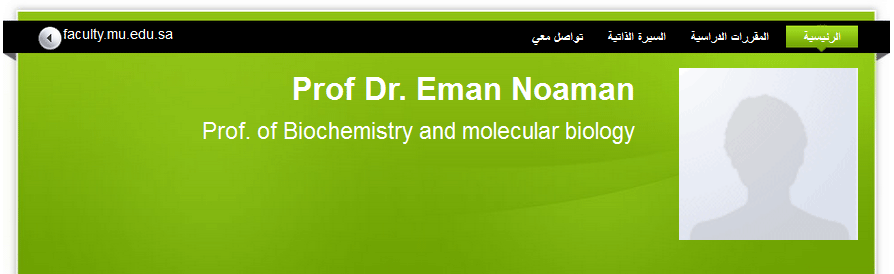 الرئيسية المقررات الدراسية السيرة الذاتية تواصل معي
faculty.mu.edu.sa
Prof Dr. Eman Noaman
Prof. of Biochemistry and molecular biology